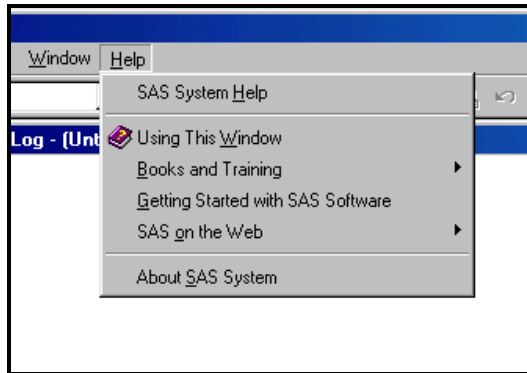 Window Help
SAS System Help
Log - (Unt
Using This Window
Books and Training
Getting Started with SAS Software
SAS on the Web
About SAS System